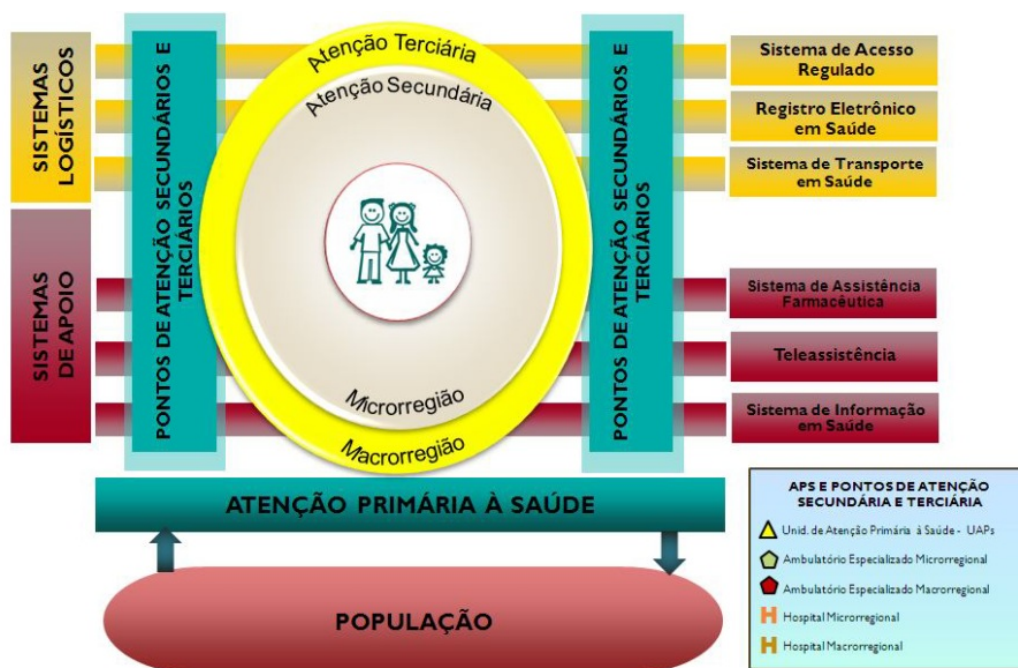 SISTEMAS
LOGÍSTICOS
SISTEMAS
DE APOIO
PONTOS DE ATENÇÃO SECUNDÁRIOS E
TERCIÁRIOS
Atenção Terciária
Atenção Secundária
Microrregião
Macrorregião
PONTOS DE ATENÇÃO SECUNDÁRIOS E
TERCIÁRIOS
Sistema de Acesso
Regulado
Registro Eletrônico
em Saúde
Sistema de Transporte
em Saúde
Sistema de Assistência
Farmacêutica
Teleassistência
Sistema de Informação
em Saúde
ATENÇÃO PRIMÁRIA À SAÚDE
POPULAÇÃO
APS E PONTOS DE ATENÇÃO
SECUNDÁRIA E TERCIÁRIA
Unid. de Atenção Primária à Saúde - UAPs
Ambulatório Especializado Microrregional
Ambulatório Especializado Macrorregional
H Hospital Microrregional
H Hospital Macrorregional